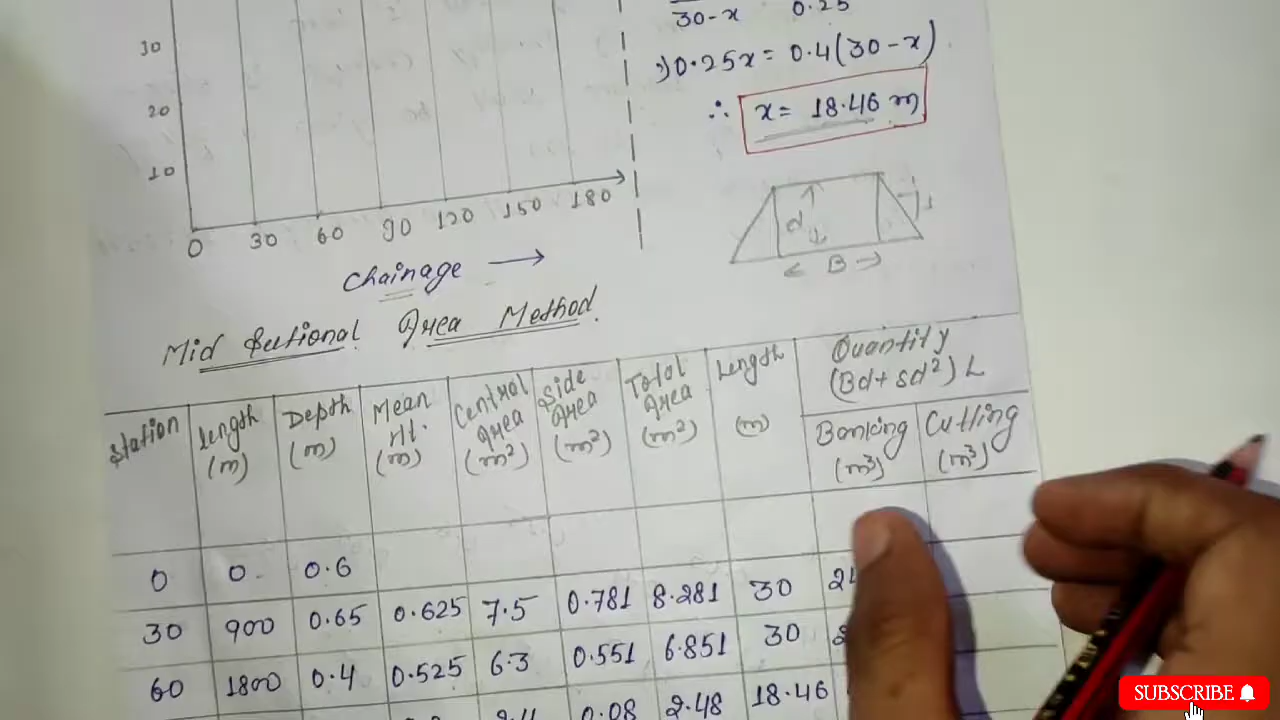 30-x 0.25
30
⇒0.25x = 0.4(30-x)
20
∴ x = 18.46 m
10
0 30 60 90 120 150 180
d
1
B
Chainage
Mid Sectional Area Method.
Station Length (m) Depth (m) Mean Ht. (m) Central Area (m²) Side Area (m²) Total Area (m²) Length (m) Quantity (Bd+sd²) L
Banking (m³) Cutting (m³)
0 0 0.6
30 900 0.65 0.625 7.5 0.781 8.281 30
60 1800 0.4 0.525 6.3 0.551 6.851 30
0.08 2.48 18.46
SUBSCRIBE